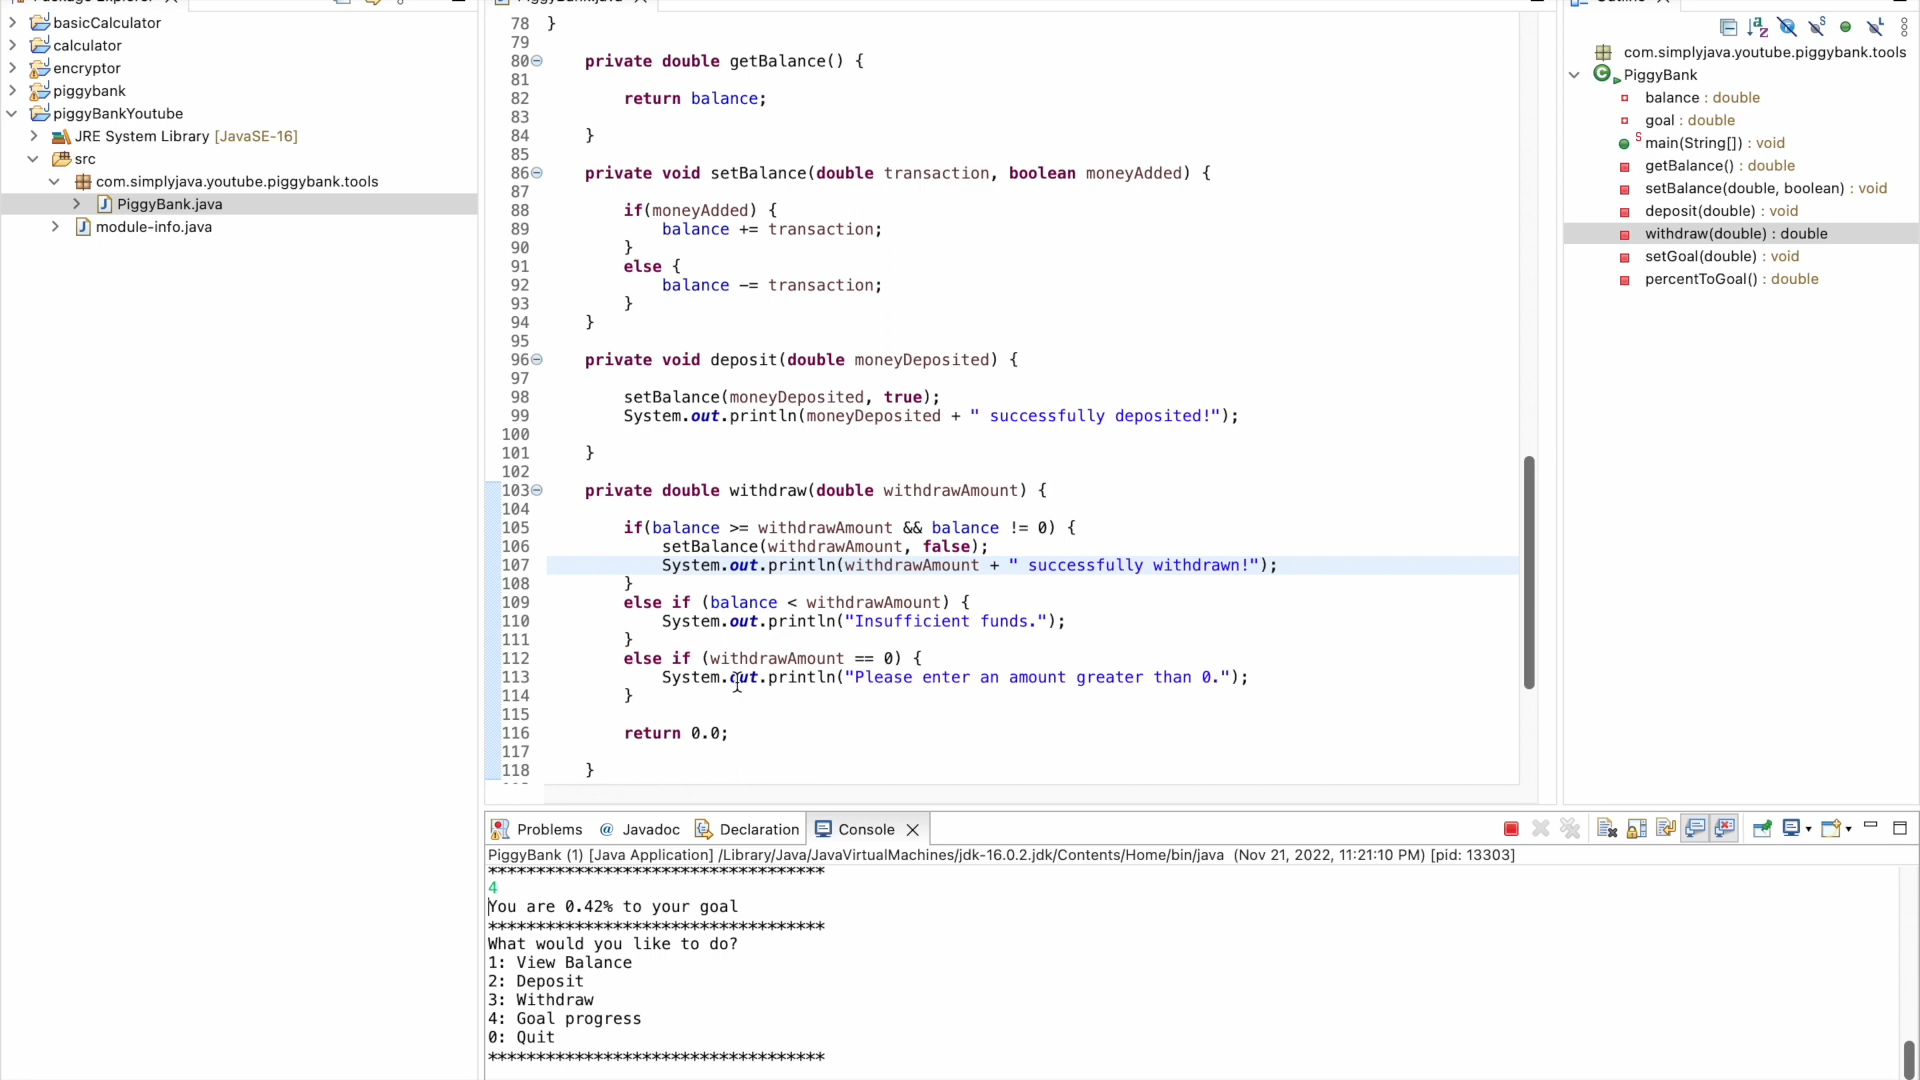 basicCalculator
calculator
encryptor
piggybank
piggyBankYoutube
JRE System Library [JavaSE-16]
src
com.simplyjava.youtube.piggybank.tools
PiggyBank.java
module-info.java
78 }
79
80 private double getBalance() {
81
82 return balance;
83
84 }
85
86 private void setBalance(double transaction, boolean moneyAdded) {
87
88 if(moneyAdded) {
89 balance += transaction;
90 }
91 else {
92 balance -= transaction;
93 }
94 }
95
96 private void deposit(double moneyDeposited) {
97
98 setBalance(moneyDeposited, true);
99 System.out.println(moneyDeposited + " successfully deposited!");
100
101 }
102
103 private double withdraw(double withdrawAmount) {
104
105 if(balance >= withdrawAmount && balance != 0) {
106 setBalance(withdrawAmount, false);
107 System.out.println(withdrawAmount + " successfully withdrawn!");
108 }
109 else if (balance < withdrawAmount) {
110 System.out.println("Insufficient funds.");
111 }
112 else if (withdrawAmount == 0) {
113 System.out.println("Please enter an amount greater than 0.");
114 }
115
116 return 0.0;
117
118 }
com.simplyjava.youtube.piggybank.tools
PiggyBank
balance : double
goal : double
main(String[]) : void
getBalance() : double
setBalance(double, boolean) : void
deposit(double) : void
withdraw(double) : double
setGoal(double) : void
percentToGoal() : double
Problems @ Javadoc Declaration Console
PiggyBank (1) [Java Application] /Library/Java/JavaVirtualMachines/jdk-16.0.2.jdk/Contents/Home/bin/java (Nov 21, 2022, 11:21:10 PM) [pid: 13303]
***********************************
4
You are 0.42% to your goal
***********************************
What would you like to do?
1: View Balance
2: Deposit
3: Withdraw
4: Goal progress
0: Quit
***********************************